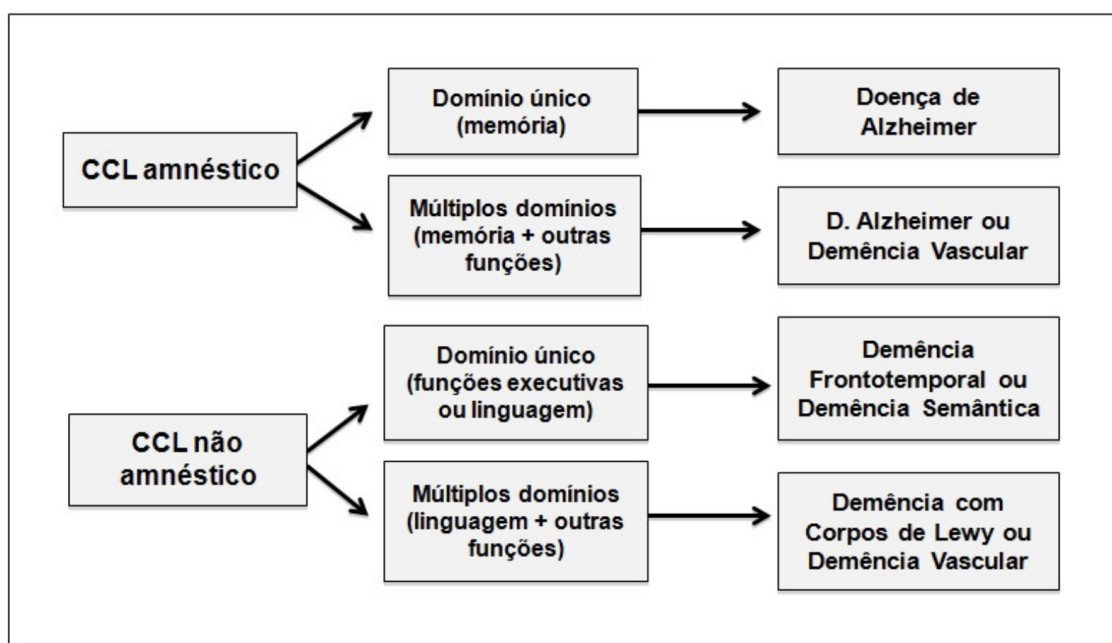 CCL amnéstico
Domínio único
(memória)
Doença de
Alzheimer
Múltiplos domínios
(memória + outras
funções)
D. Alzheimer ou
Demência Vascular
CCL não
amnéstico
Domínio único
(funções executivas
ou linguagem)
Demência
Frontotemporal ou
Demência Semântica
Múltiplos domínios
(linguagem + outras
funções)
Demência com
Corpos de Lewy ou
Demência Vascular